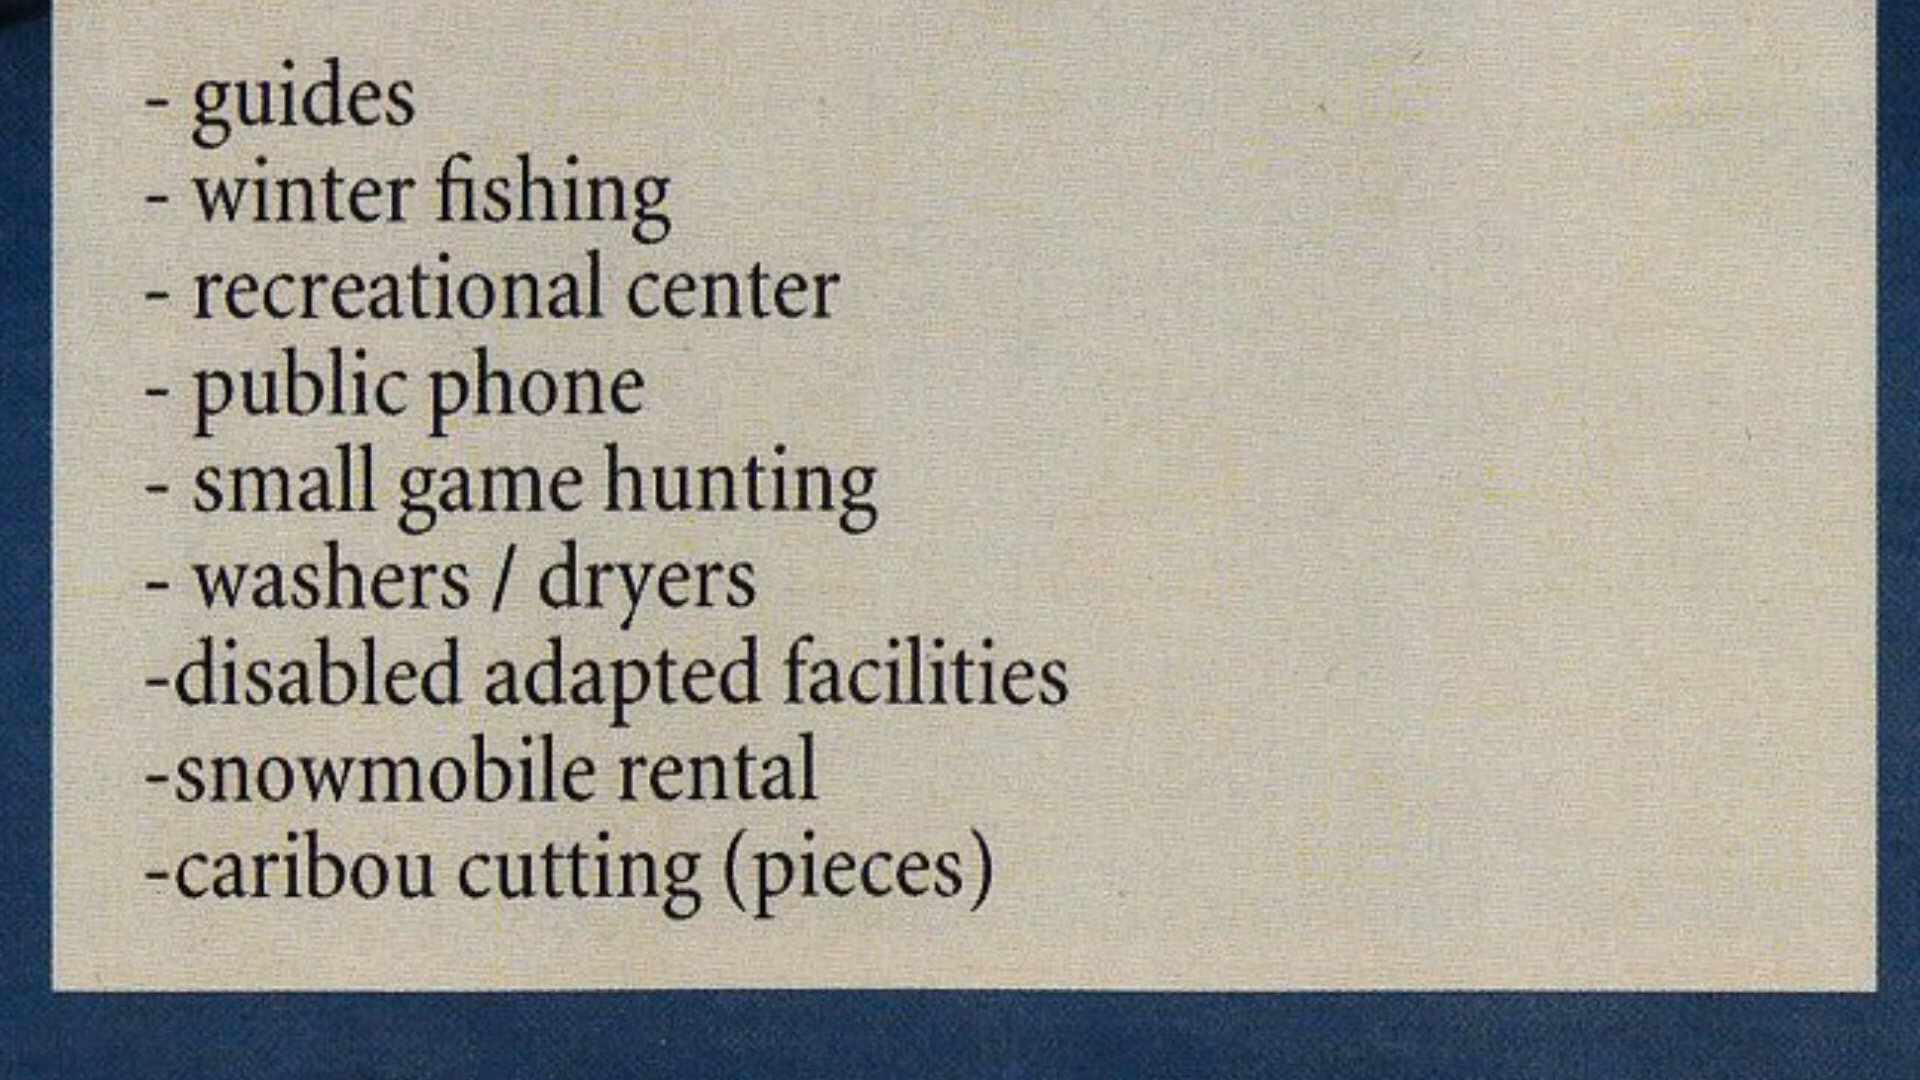 - guides
- winter fishing
- recreational center
- public phone
- small game hunting
- washers / dryers
-disabled adapted facilities
-snowmobile rental
-caribou cutting (pieces)